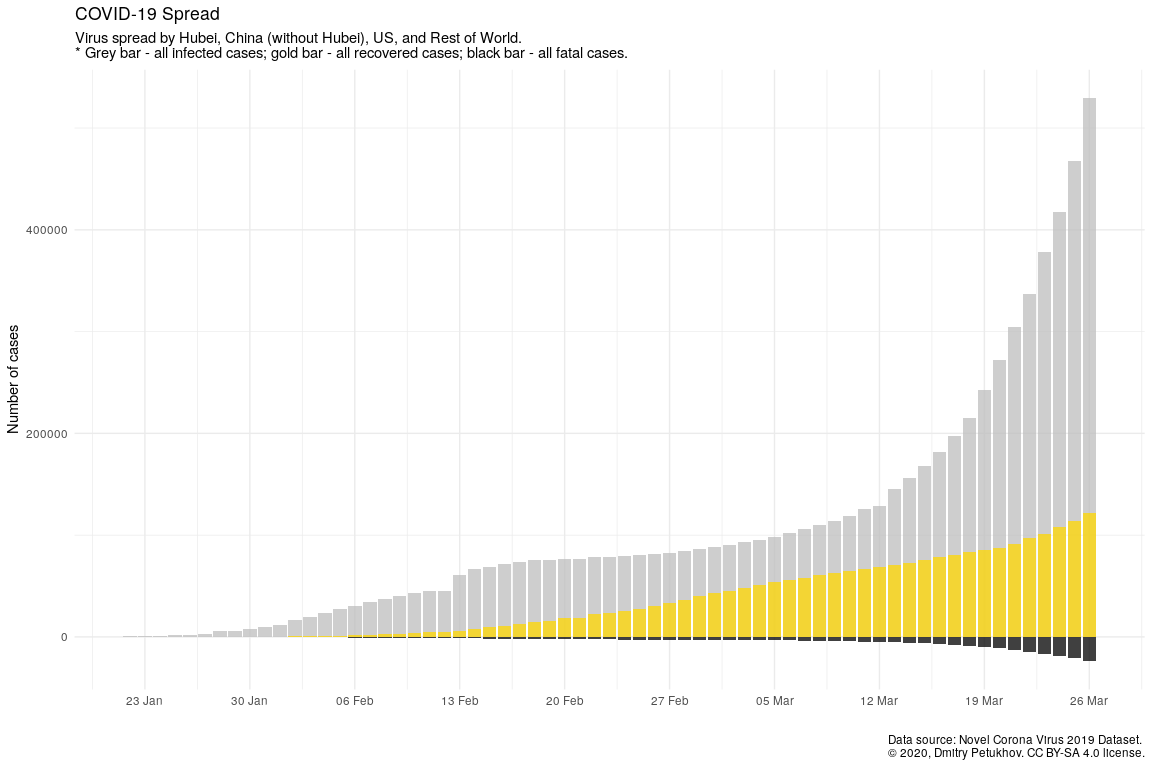 COVID-19 Spread
Virus spread by Hubei, China (without Hubei), US, and Rest of World.
* Grey bar - all infected cases; gold bar - all recovered cases; black bar - all fatal cases.
Number of cases
400000
200000
0
23 Jan
30 Jan
06 Feb
13 Feb
20 Feb
27 Feb
05 Mar
12 Mar
19 Mar
26 Mar
Data source: Novel Corona Virus 2019 Dataset.
© 2020, Dmitry Petukhov. CC BY-SA 4.0 license.